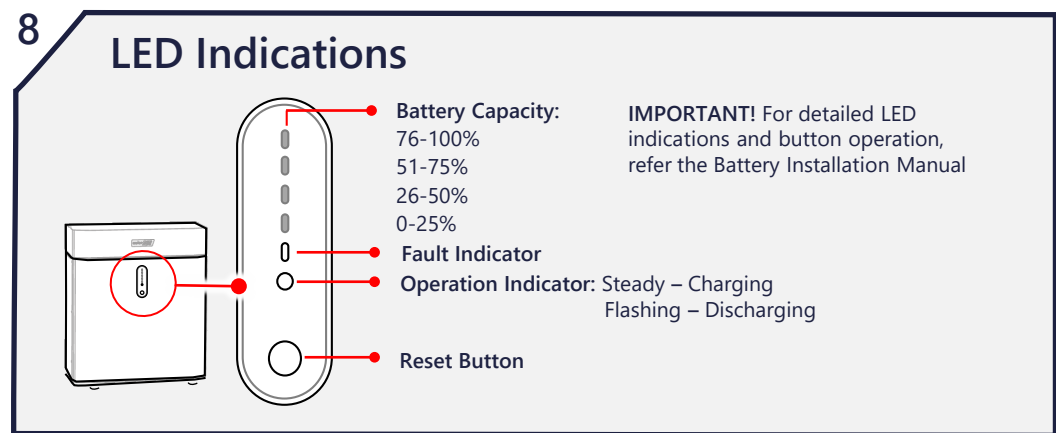 8
LED Indications
Battery Capacity:
76-100%
51-75%
26-50%
0-25%
Fault Indicator
Operation Indicator: Steady – Charging
Flashing – Discharging
Reset Button
IMPORTANT! For detailed LED
indications and button operation,
refer the Battery Installation Manual